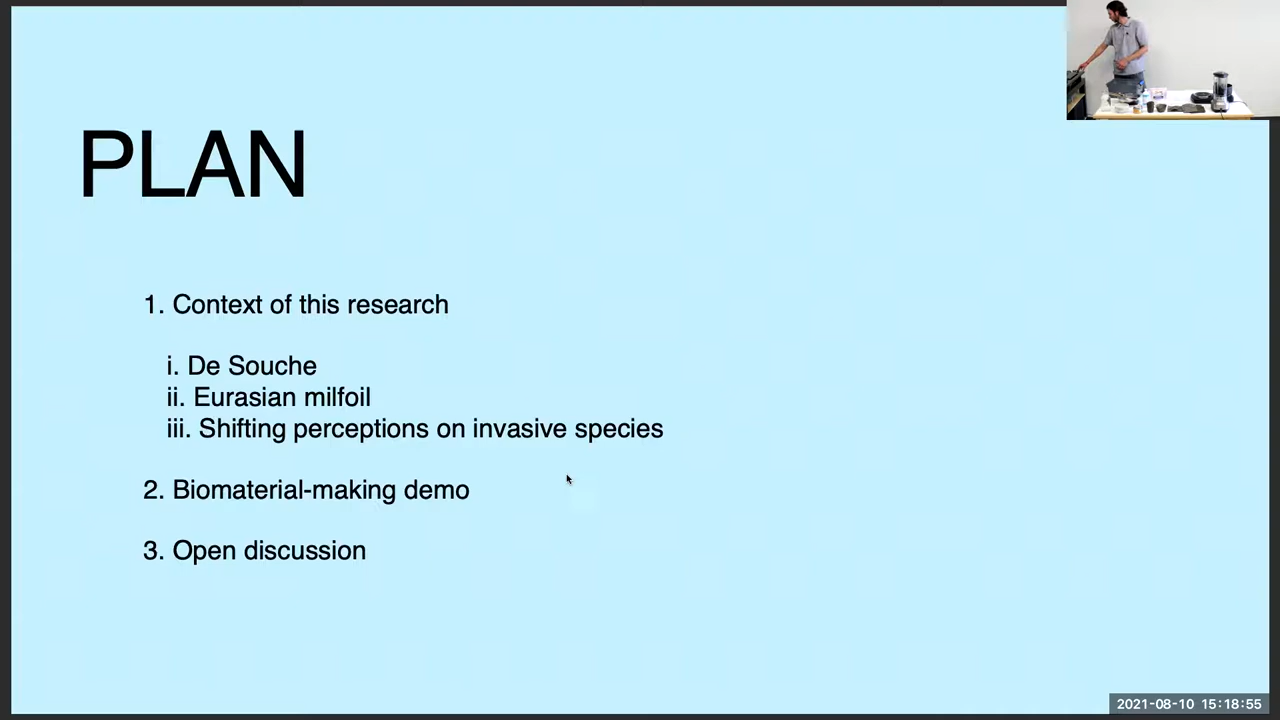 PLAN
1. Context of this research
i. De Souche
ii. Eurasian milfoil
iii. Shifting perceptions on invasive species
2. Biomaterial-making demo
3. Open discussion
2021-08-10 15:18:55